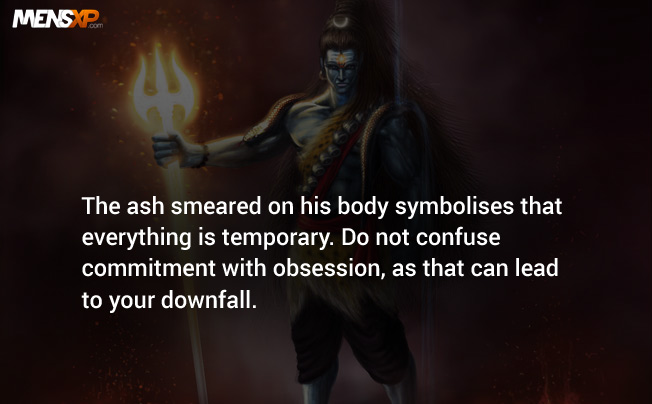 MENSXP.com
The ash smeared on his body symbolises that
everything is temporary. Do not confuse
commitment with obsession, as that can lead
to your downfall.